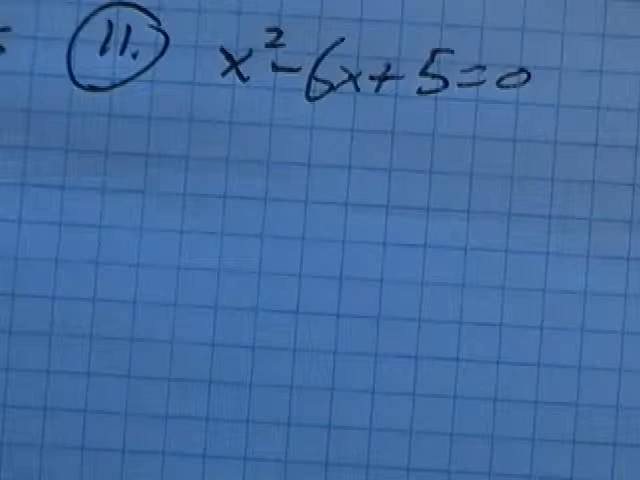 11. x² - 6x + 5 = 0